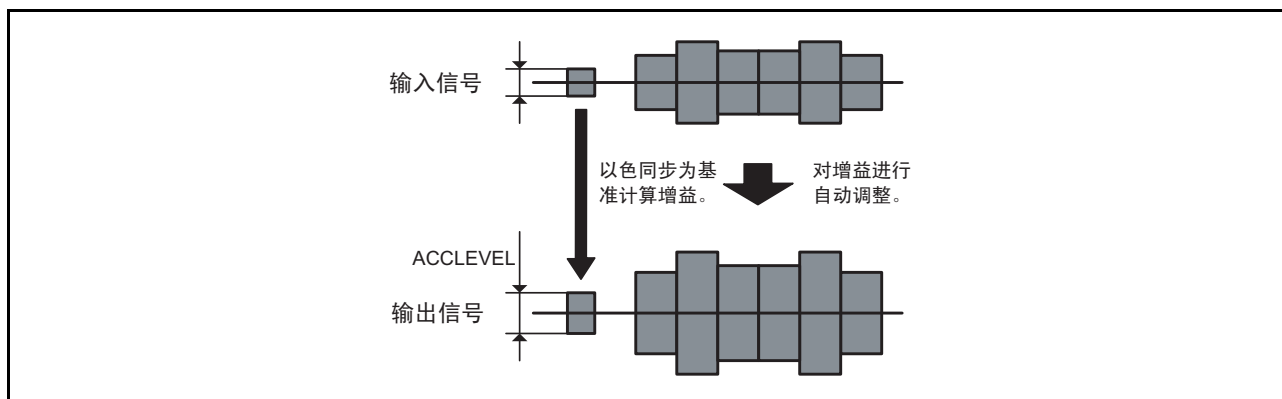 输入信号
以色同步为基
准计算增益。
对增益进行
自动调整。
ACCLEVEL
输出信号